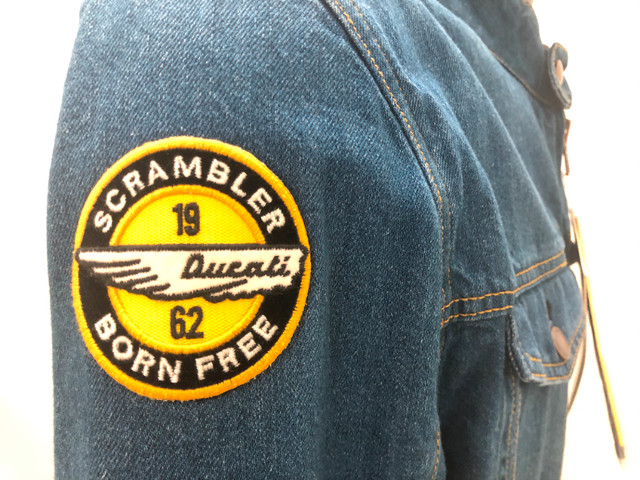 SCRAMBLER
19
Ducati
62
BORN FREE